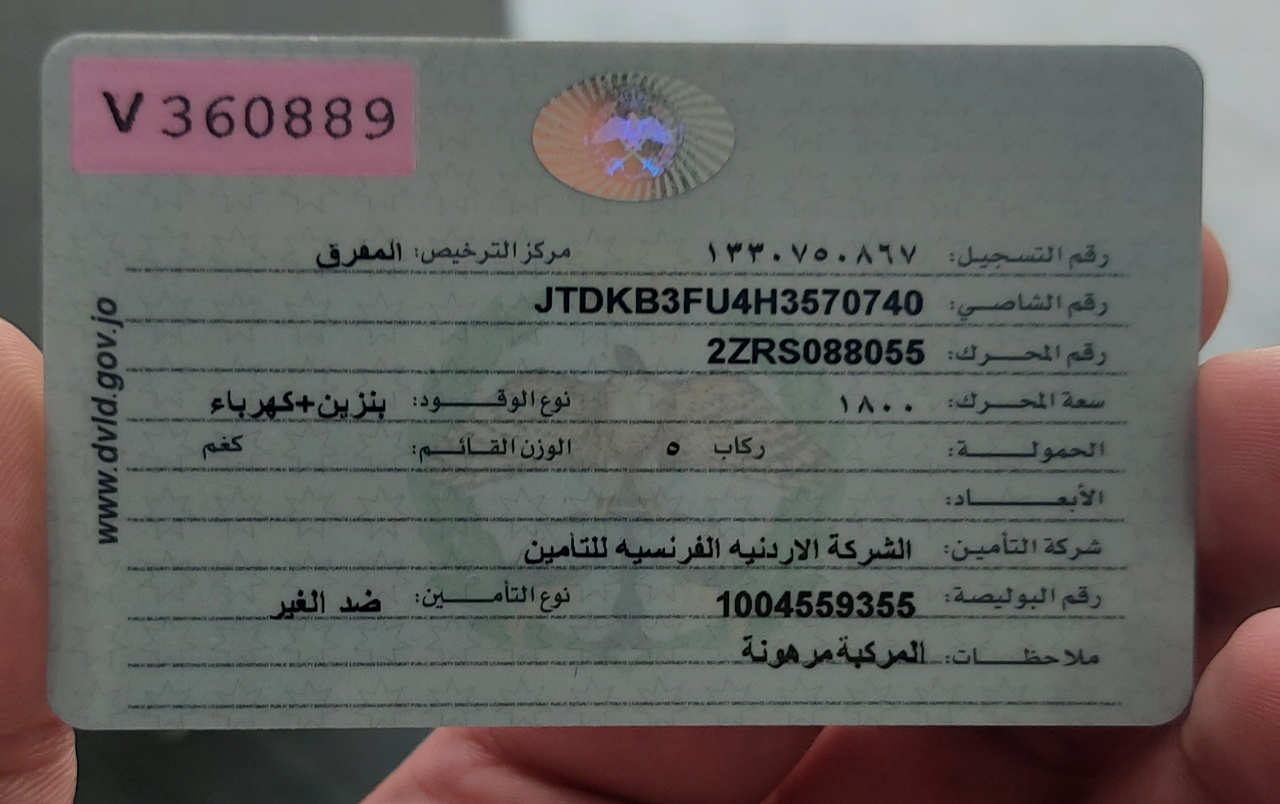 V 360889
رقم التسجيل: ١٣٣٠٧٥٠٨٦٧ مركز الترخيص: المفرق
رقم الشاصي: JTDKB3FU4H3570740
رقم المحرك: 2ZRS088055
سعة المحرك: ١٨٠٠ نوع الوقود: بنزين+كهرباء
الحمولة: ركاب ٥ الوزن القائم: كغم
الأبعاد:
شركة التأمين: الشركة الاردنيه الفرنسيه للتأمين
رقم البوليصة: 1004559355 نوع التأمين: ضد الغير
ملاحظات: المركبة مرهونة
www.dvld.gov.jo